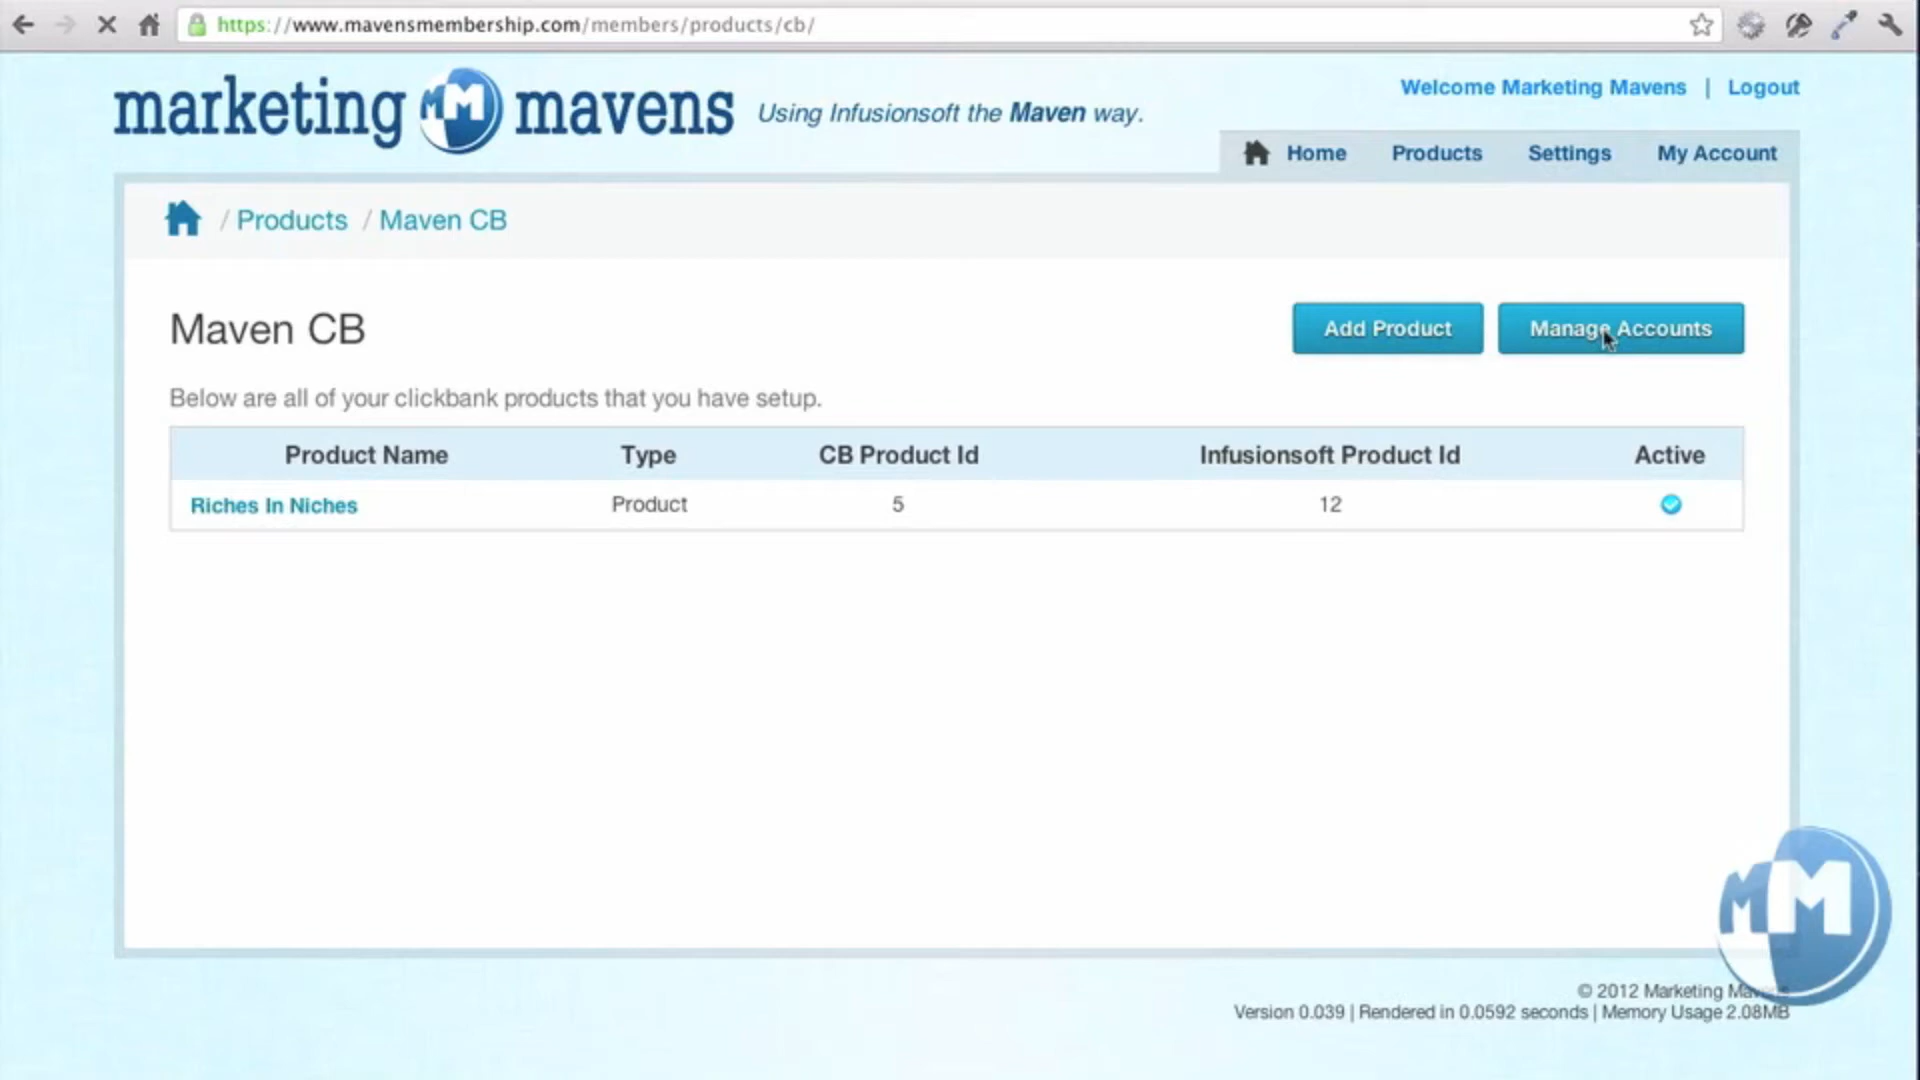 https://www.mavensmembership.com/members/products/cb/
marketing MM mavens Using Infusionsoft the Maven way.
Welcome Marketing Mavens | Logout
Home Products Settings My Account
/ Products / Maven CB
Maven CB
Add Product Manage Accounts
Below are all of your clickbank products that you have setup.
Product Name Type CB Product Id Infusionsoft Product Id Active
Riches In Niches Product 5 12
MM
© 2012 Marketing Mavens
Version 0.039 | Rendered in 0.0592 seconds | Memory Usage 2.08MB